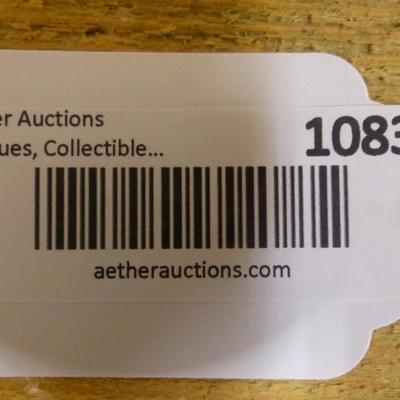 er Auctions
ues, Collectible...
1083
aetherauctions.com